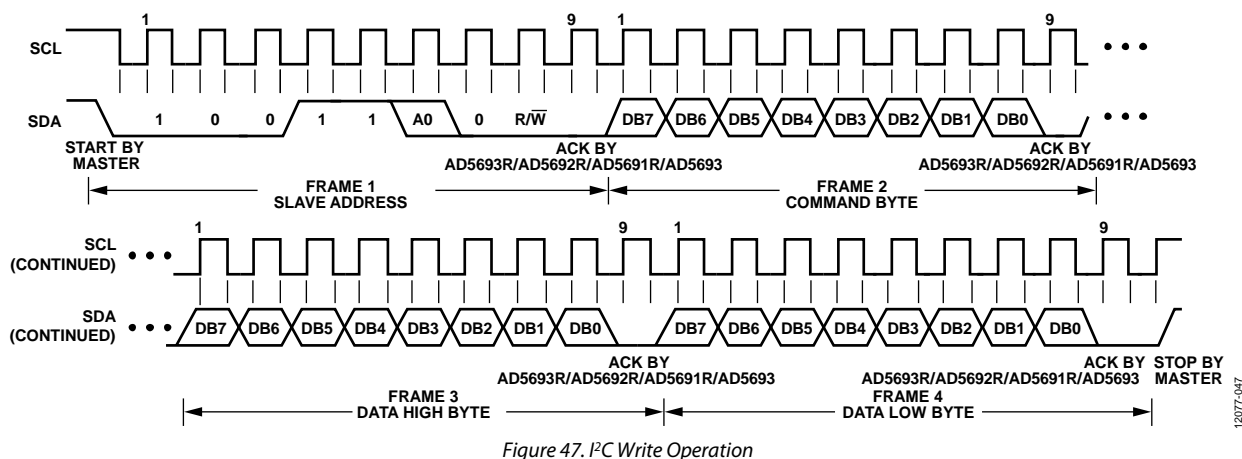 1 9 1 9
SCL
SDA 1 0 0 1 1 A0 0 R/W̅ DB7 DB6 DB5 DB4 DB3 DB2 DB1 DB0
START BY MASTER
ACK BY AD5693R/AD5692R/AD5691R/AD5693
ACK BY AD5693R/AD5692R/AD5691R/AD5693
FRAME 1
SLAVE ADDRESS
FRAME 2
COMMAND BYTE
1 9 1 9
SCL
(CONTINUED)
SDA
(CONTINUED) DB7 DB6 DB5 DB4 DB3 DB2 DB1 DB0 DB7 DB6 DB5 DB4 DB3 DB2 DB1 DB0
ACK BY AD5693R/AD5692R/AD5691R/AD5693
ACK BY AD5693R/AD5692R/AD5691R/AD5693
STOP BY MASTER
FRAME 3
DATA HIGH BYTE
FRAME 4
DATA LOW BYTE
12077-047
Figure 47. I²C Write Operation